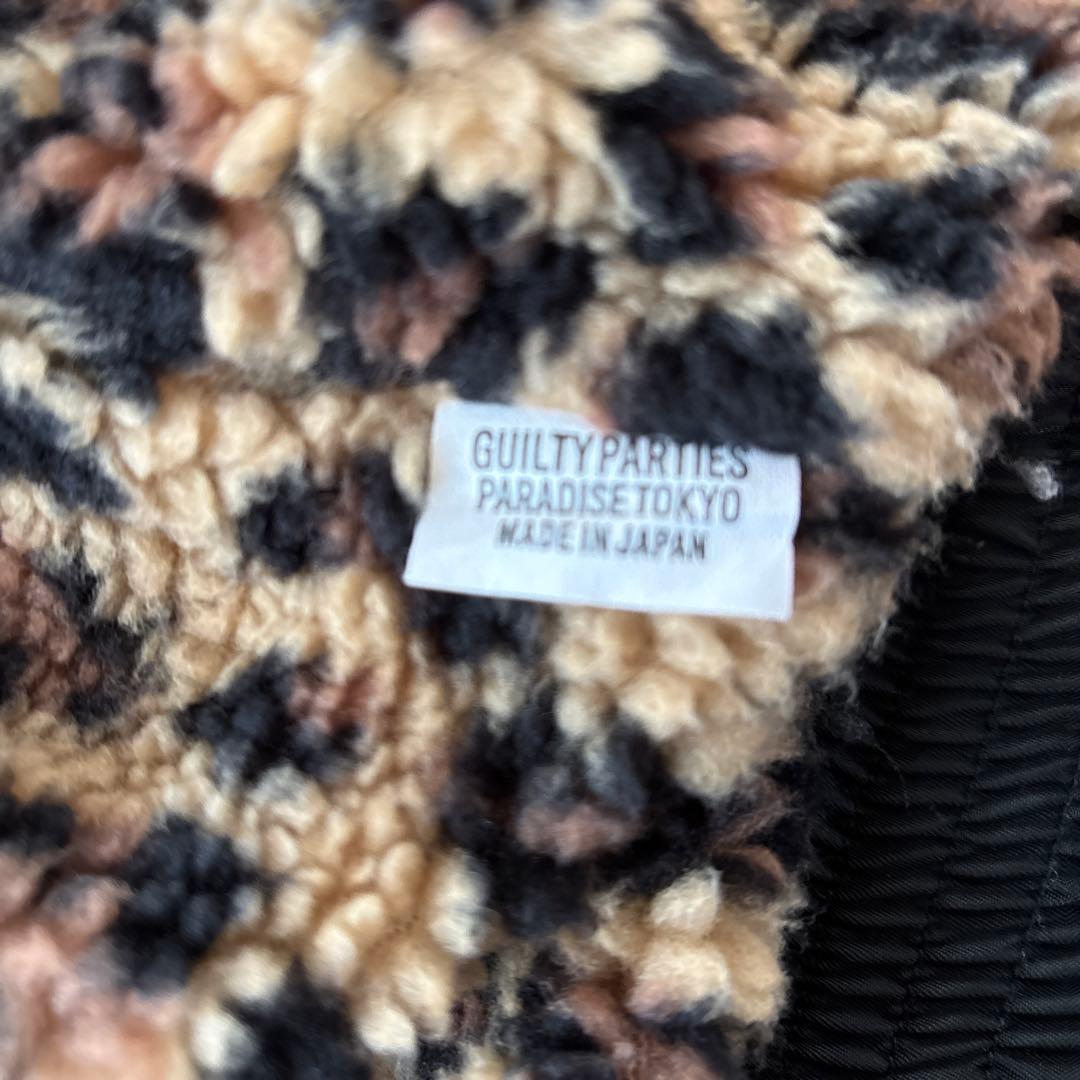 GUILTY PARTIES
PARADISE TOKYO
MADE IN JAPAN